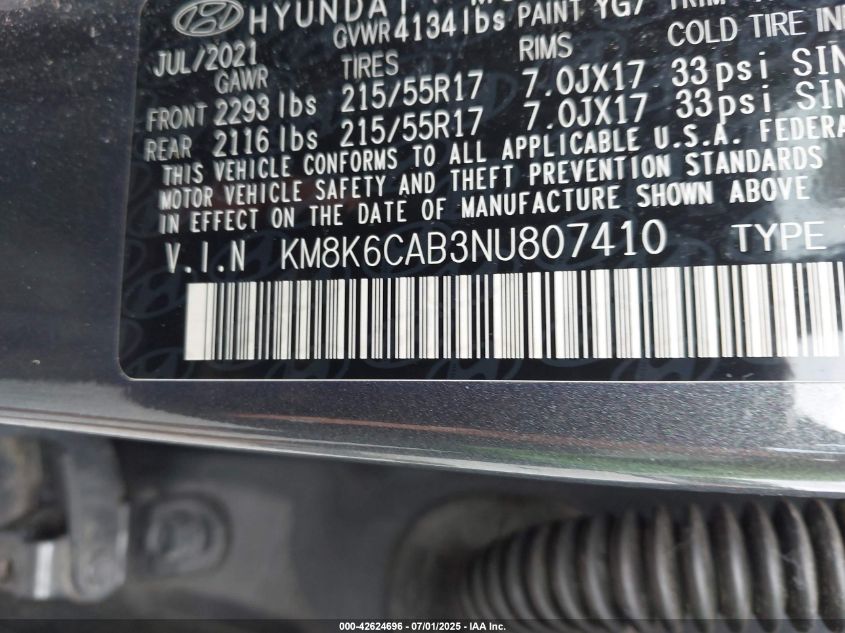 HYUNDAI
JUL/2021 GVWR 4134 lbs PAINT YG7
GAWR TIRES RIMS COLD TIRE
FRONT 2293 lbs 215/55R17 7.0JX17 33psi
REAR 2116 lbs 215/55R17 7.0JX17 33psi
THIS VEHICLE CONFORMS TO ALL APPLICABLE U.S.A.
MOTOR VEHICLE SAFETY AND THEFT PREVENTION STANDARDS
IN EFFECT ON THE DATE OF MANUFACTURE SHOWN ABOVE
V.I.N KM8K6CAB3NU807410 TYPE
000-42624696 - 07/01/2025 - IAA Inc.